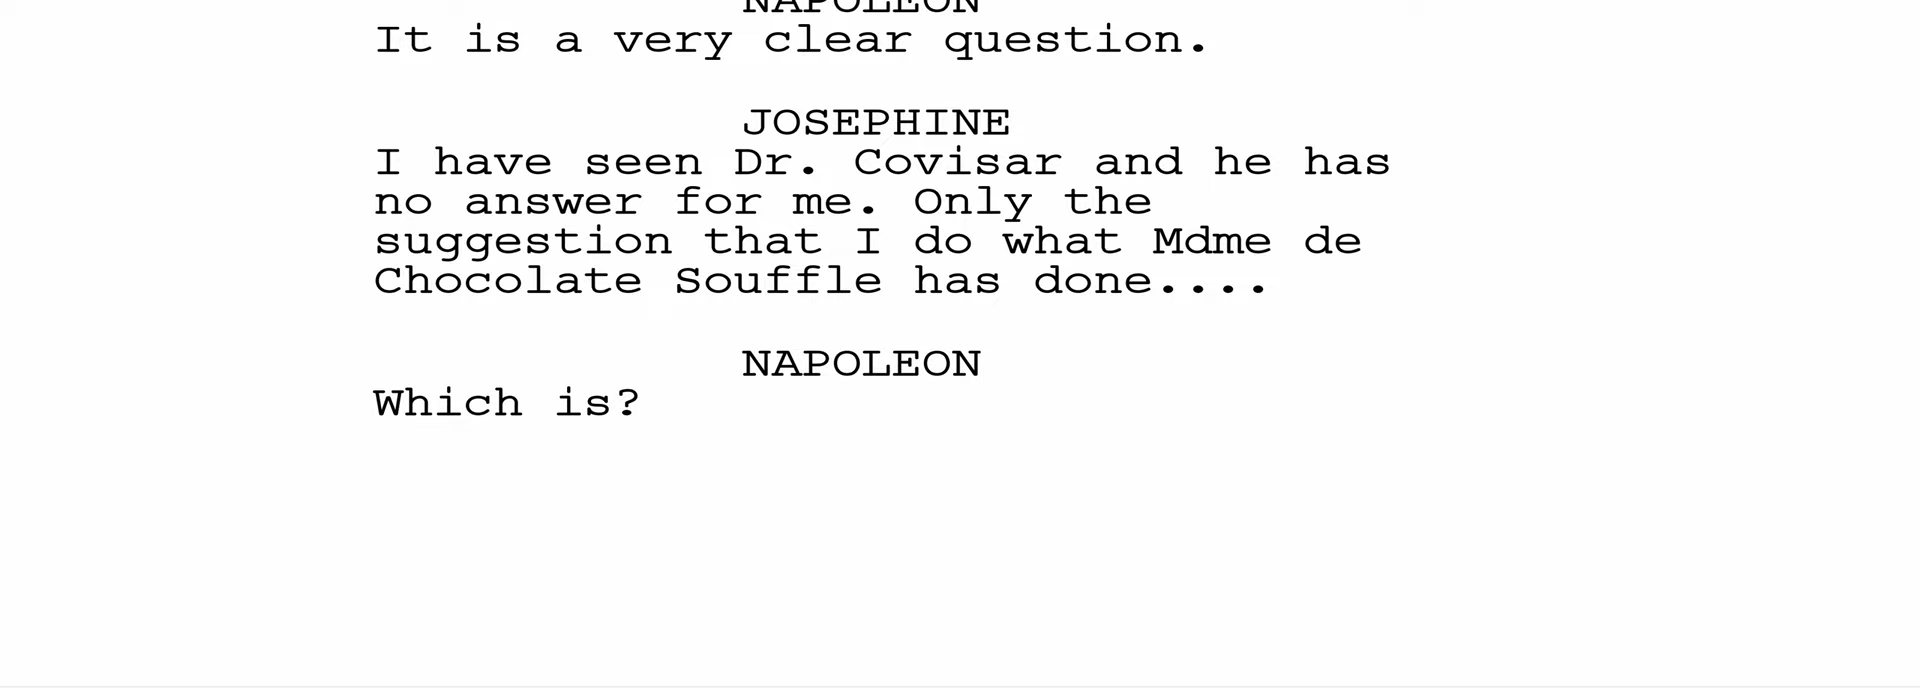 NAPOLEON
It is a very clear question.
JOSEPHINE
I have seen Dr. Covisar and he has
no answer for me. Only the
suggestion that I do what Mdme de
Chocolate Souffle has done....
NAPOLEON
Which is?